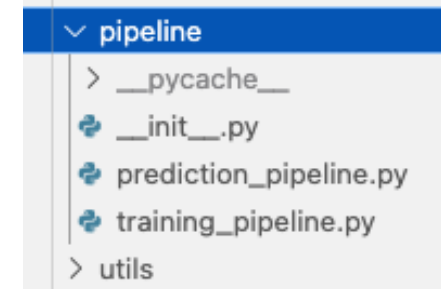 pipeline
__pycache__
__init__.py
prediction_pipeline.py
training_pipeline.py
utils